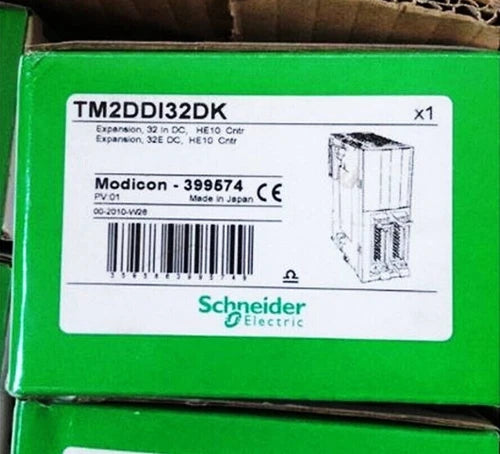 TM2DDI32DK x1
Expansion, 32 In DC, HE10 Cntr
Expansion, 32E DC, HE10 Cntr
Modicon - 399574 CE
PV:01 Made in Japan
00-2010-W26
Schneider
Electric